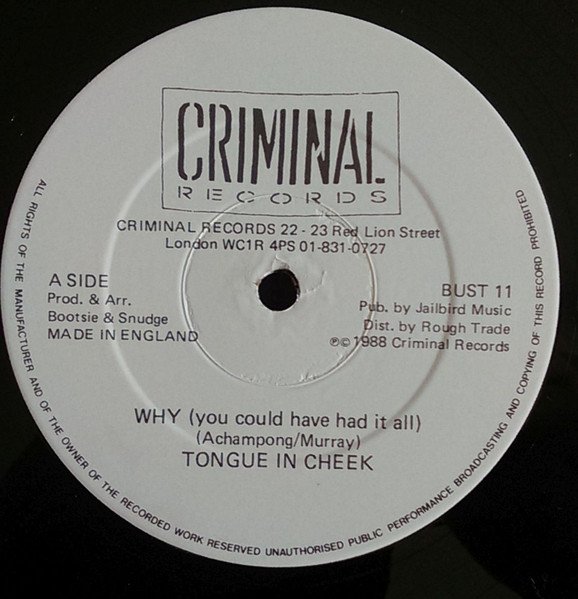 CRIMINAL
RECORDS
CRIMINAL RECORDS 22 - 23 Red Lion Street
London WC1R 4PS 01-831-0727
A SIDE
Prod. & Arr.
Bootsie & Snudge
MADE IN ENGLAND
BUST 11
Pub. by Jailbird Music
Dist. by Rough Trade
℗© 1988 Criminal Records
WHY (you could have had it all)
(Achampong/Murray)
TONGUE IN CHEEK
ALL RIGHTS OF THE MANUFACTURER AND OF THE OWNER OF THE RECORDED WORK RESERVED UNAUTHORISED PUBLIC PERFORMANCE BROADCASTING AND COPYING OF THIS RECORD PROHIBITED